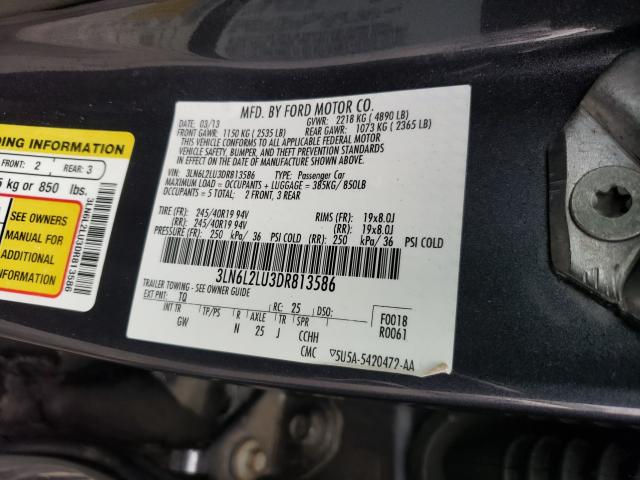 DING INFORMATION
FRONT: 2 REAR: 3
5 kg or 850 lbs.
SEE OWNERS
MANUAL FOR
ADDITIONAL
INFORMATION
3LN6L2LU3DR813586
MFD. BY FORD MOTOR CO.
DATE: 03/13 GVWR: 2218 KG ( 4890 LB)
FRONT GAWR: 1150 KG ( 2535 LB) REAR GAWR: 1073 KG ( 2365 LB)
THIS VEHICLE CONFORMS TO ALL APPLICABLE FEDERAL MOTOR
VEHICLE SAFETY, BUMPER, AND THEFT PREVENTION STANDARDS
IN EFFECT ON THE DATE OF MANUFACTURE SHOWN ABOVE.
VIN: 3LN6L2LU3DR813586 TYPE: Passenger Car
MAXIMUM LOAD = OCCUPANTS + LUGGAGE = 385KG/ 850LB
OCCUPANTS = 5 TOTAL; 2 FRONT, 3 REAR
TIRE (FR): 245/40R19 94V RIMS (FR): 19x8.0J
(RR): 245/40R19 94V (RR): 19x8.0J
PRESSURE (FR): 250 kPa/ 36 PSI COLD (RR): 250 kPa/ 36 PSI COLD
3LN6L2LU3DR813586
TRAILER TOWING - SEE OWNER GUIDE
EXT PNT: TQ RC: 25 DSO: F0018
INT TR TP/PS R AXLE TR SPR R0061
GW N 25 J CCHH
CMC ▽5U5A-5420472-AA